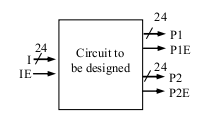 24
P1
24
I
IE
Circuit to
be designed
P1E
24
P2
P2E